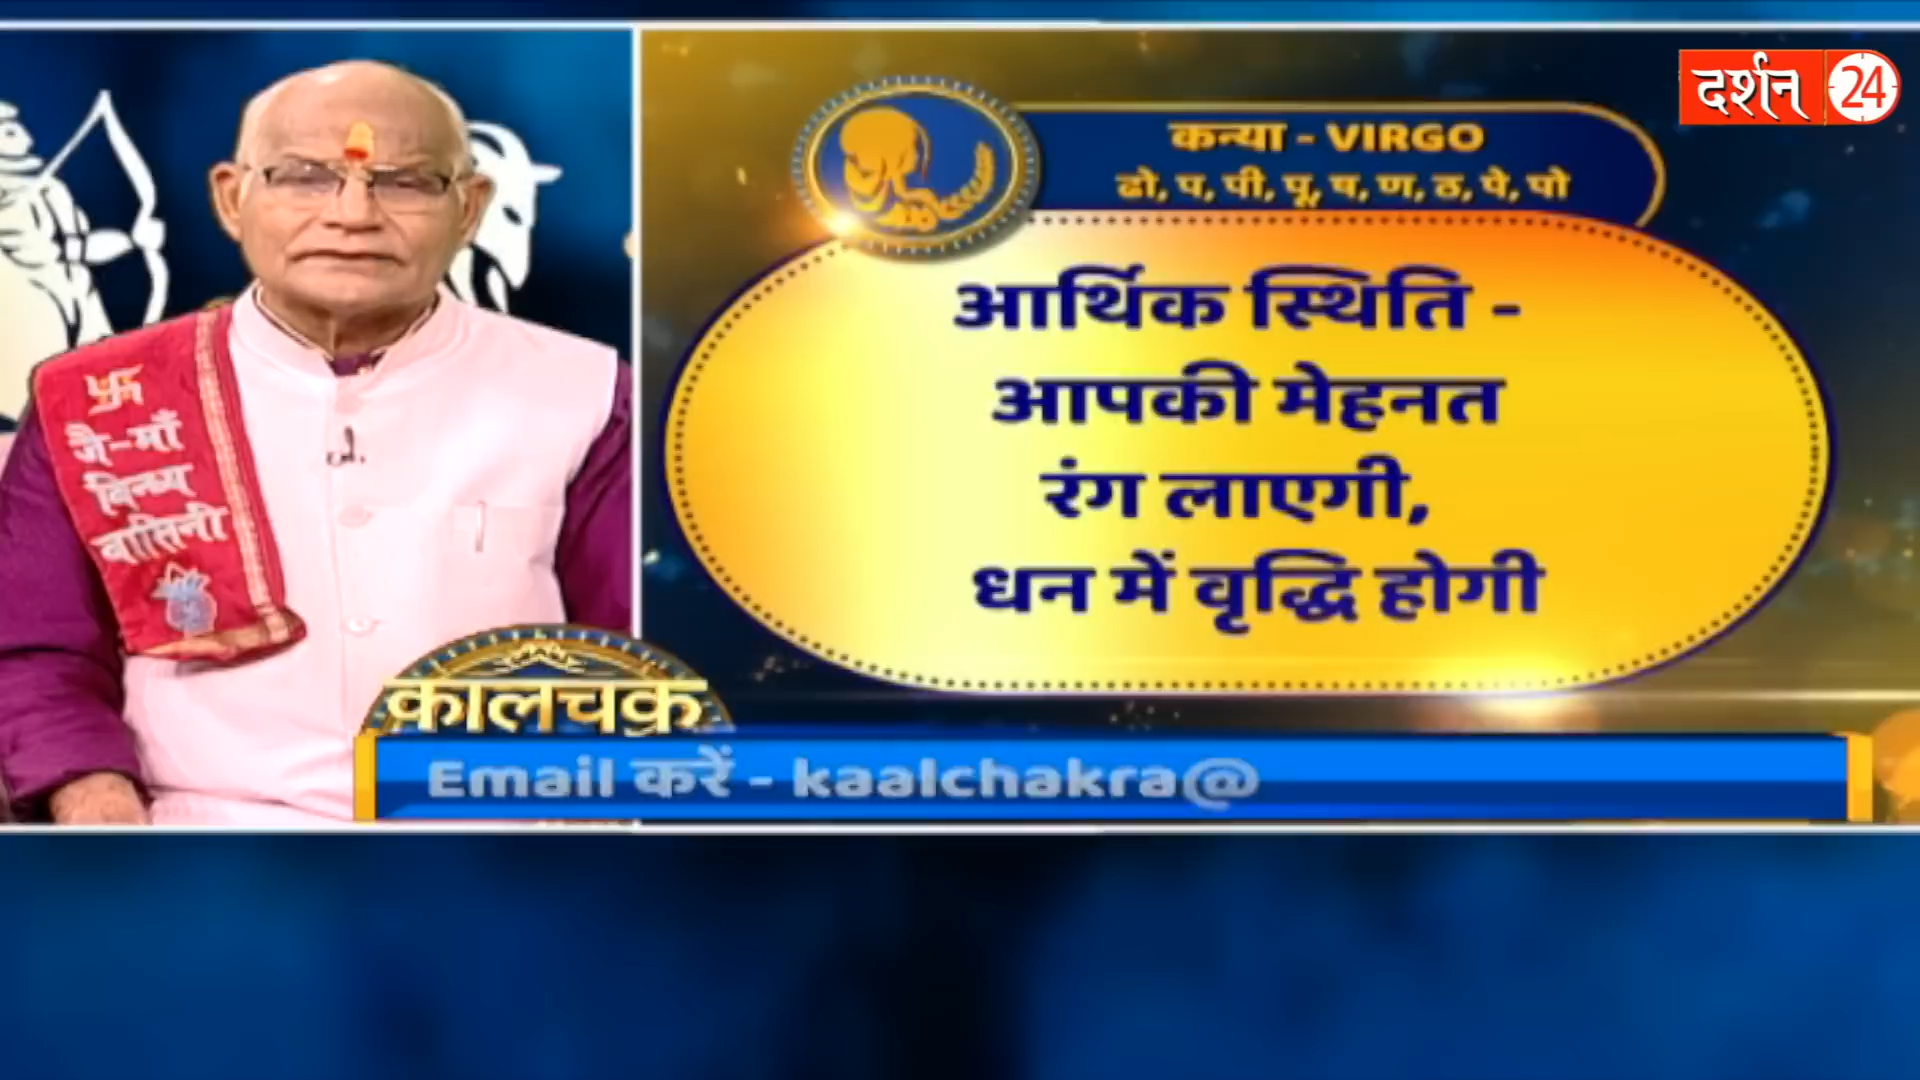 दर्शन 24
कन्या - VIRGO
ढो, प, पी, पू, ष, ण, ठ, पे, पो
आर्थिक स्थिति -
आपकी मेहनत
रंग लाएगी,
धन में वृद्धि होगी
जै-माँ
विन्ध्य
वासिनी
कालचक्र
Email करें - kaalchakra@